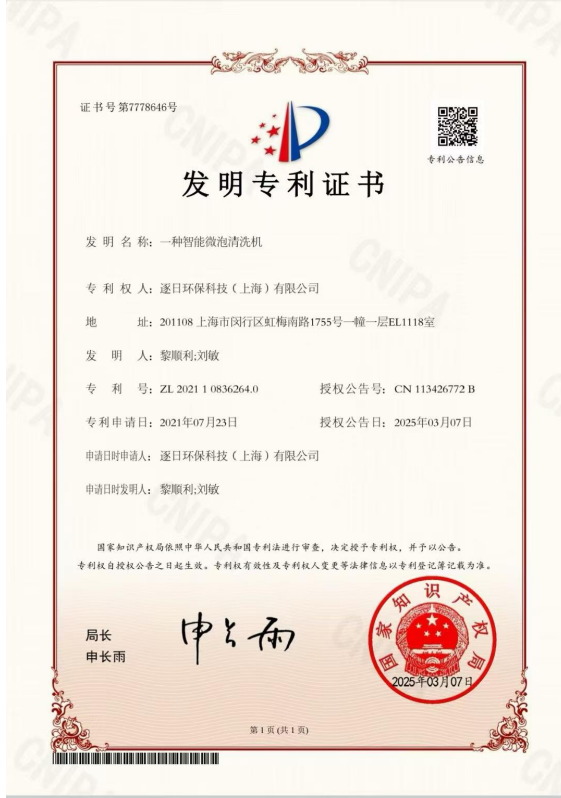 证书号第7778646号
专利公告信息
发明专利证书
发明名称：一种智能微泡清洗机
专利权人：逐日环保科技（上海）有限公司
地址：201108 上海市闵行区虹梅南路1755号一幢一层EL1118室
发明人：黎顺利;刘敏
专利号：ZL 2021 1 0836264.0 授权公告号：CN 113426772 B
专利申请日：2021年07月23日 授权公告日：2025年03月07日
申请日时申请人：逐日环保科技（上海）有限公司
申请日时发明人：黎顺利;刘敏
国家知识产权局依照中华人民共和国专利法进行审查，决定授予专利权，并予以公告。
专利权自授权公告之日起生效。专利权有效性及专利权人变更等法律信息以专利登记簿记载为准。
局长
申长雨
申长雨
国家知识产权局
2025年03月07日
第1页(共1页)
CNIPA